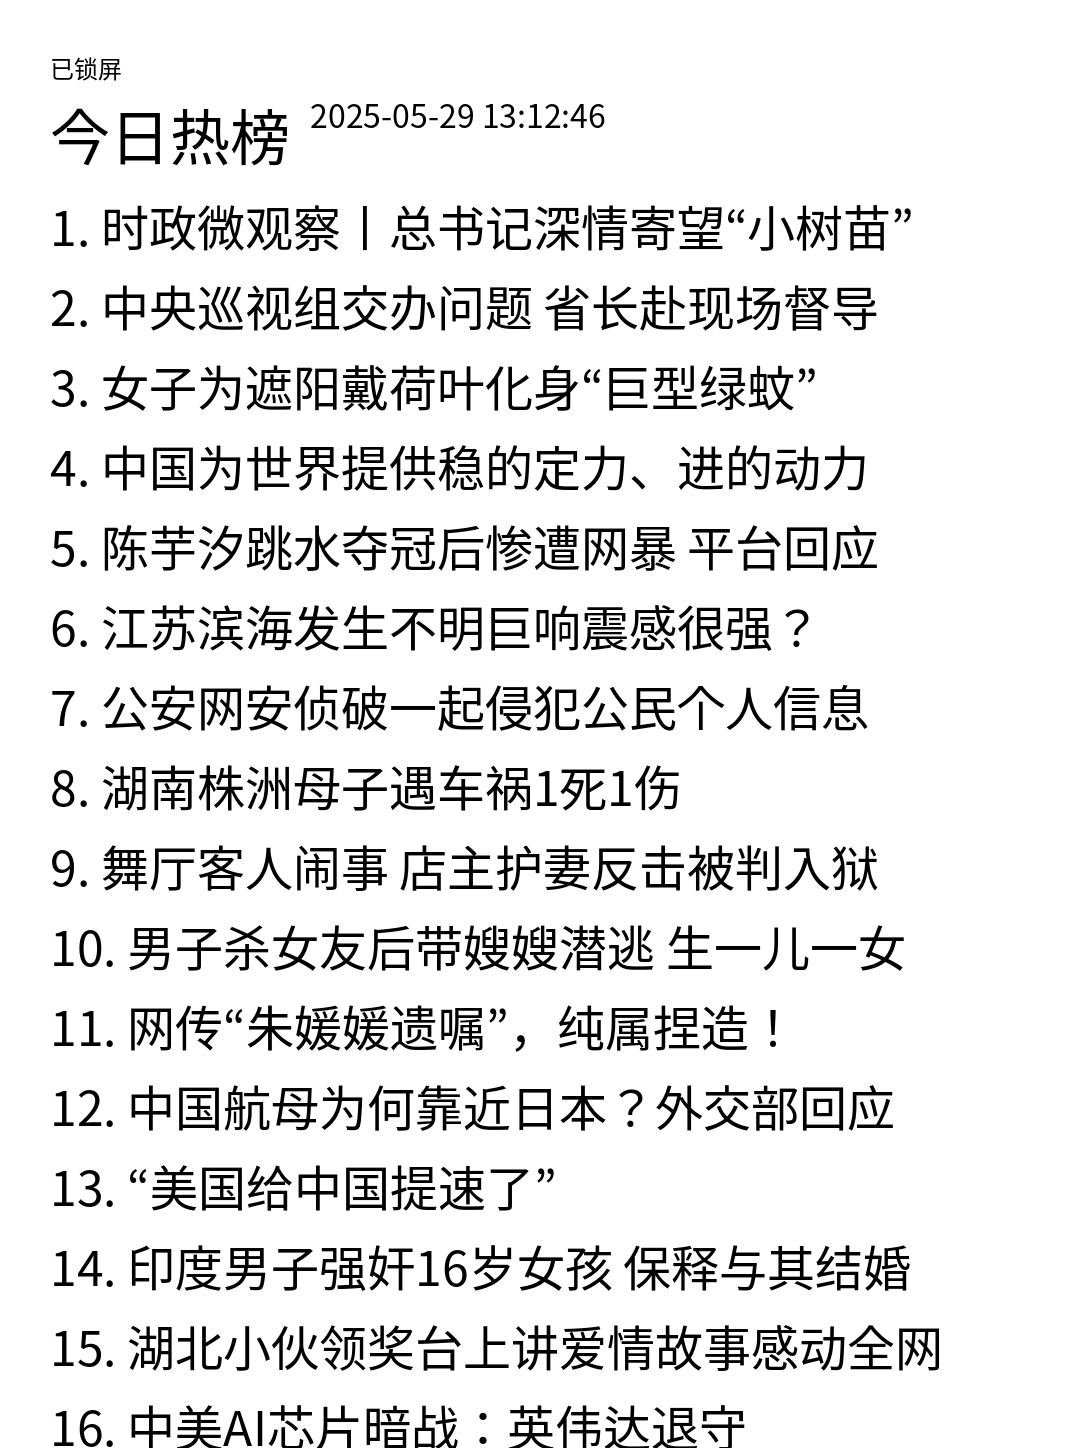 已锁屏
今日热榜 2025-05-29 13:12:46
1. 时政微观察丨总书记深情寄望“小树苗”
2. 中央巡视组交办问题 省长赴现场督导
3. 女子为遮阳戴荷叶化身“巨型绿蚊”
4. 中国为世界提供稳的定力、进的动力
5. 陈芋汐跳水夺冠后惨遭网暴 平台回应
6. 江苏滨海发生不明巨响震感很强？
7. 公安网安侦破一起侵犯公民个人信息
8. 湖南株洲母子遇车祸1死1伤
9. 舞厅客人闹事 店主护妻反击被判入狱
10. 男子杀女友后带嫂嫂潜逃 生一儿一女
11. 网传“朱媛媛遗嘱”，纯属捏造！
12. 中国航母为何靠近日本？外交部回应
13. “美国给中国提速了”
14. 印度男子强奸16岁女孩 保释与其结婚
15. 湖北小伙领奖台上讲爱情故事感动全网
16. 中美AI芯片暗战：英伟达退守